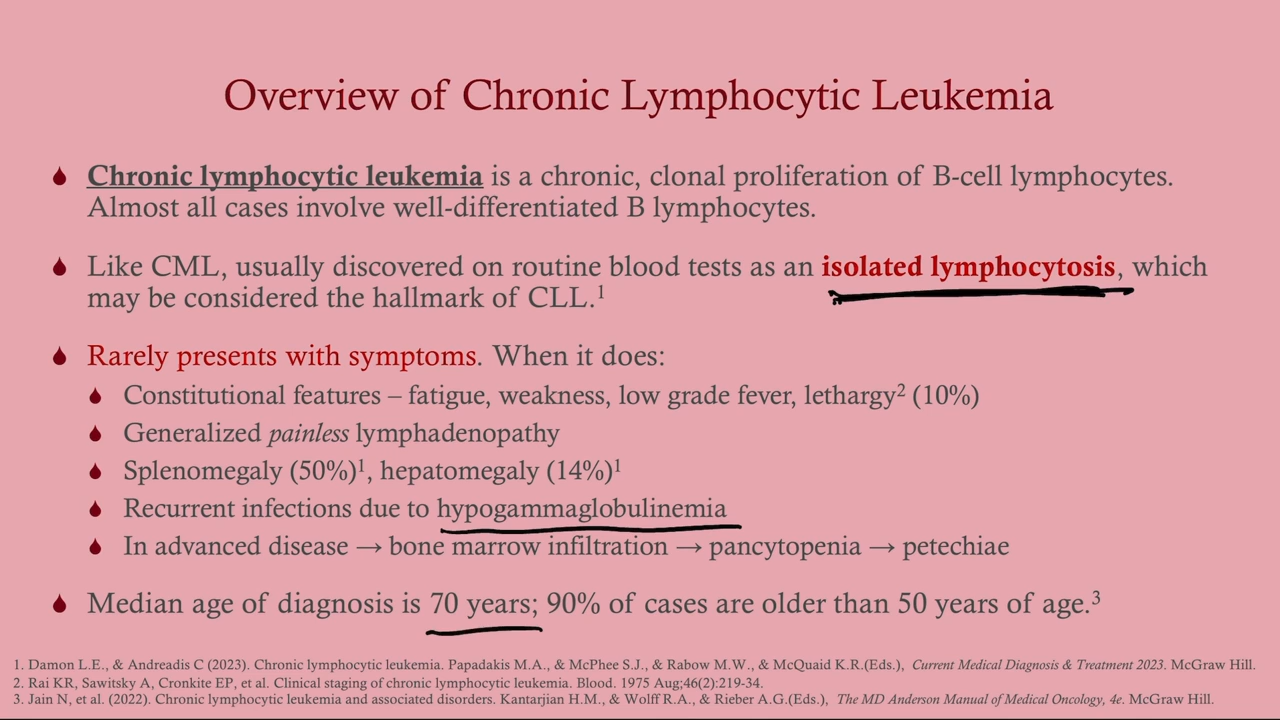 Overview of Chronic Lymphocytic Leukemia
Chronic lymphocytic leukemia is a chronic, clonal proliferation of B-cell lymphocytes.
Almost all cases involve well-differentiated B lymphocytes.
Like CML, usually discovered on routine blood tests as an isolated lymphocytosis, which
may be considered the hallmark of CLL.¹
Rarely presents with symptoms. When it does:
Constitutional features – fatigue, weakness, low grade fever, lethargy² (10%)
Generalized painless lymphadenopathy
Splenomegaly (50%)¹, hepatomegaly (14%)¹
Recurrent infections due to hypogammaglobulinemia
In advanced disease → bone marrow infiltration → pancytopenia → petechiae
Median age of diagnosis is 70 years; 90% of cases are older than 50 years of age.³
1. Damon L.E., & Andreadis C (2023). Chronic lymphocytic leukemia. Papadakis M.A., & McPhee S.J., & Rabow M.W., & McQuaid K.R.(Eds.), Current Medical Diagnosis & Treatment 2023. McGraw Hill.
2. Rai KR, Sawitsky A, Cronkite EP, et al. Clinical staging of chronic lymphocytic leukemia. Blood. 1975 Aug;46(2):219-34.
3. Jain N, et al. (2022). Chronic lymphocytic leukemia and associated disorders. Kantarjian H.M., & Wolff R.A., & Rieber A.G.(Eds.), The MD Anderson Manual of Medical Oncology, 4e. McGraw Hill.